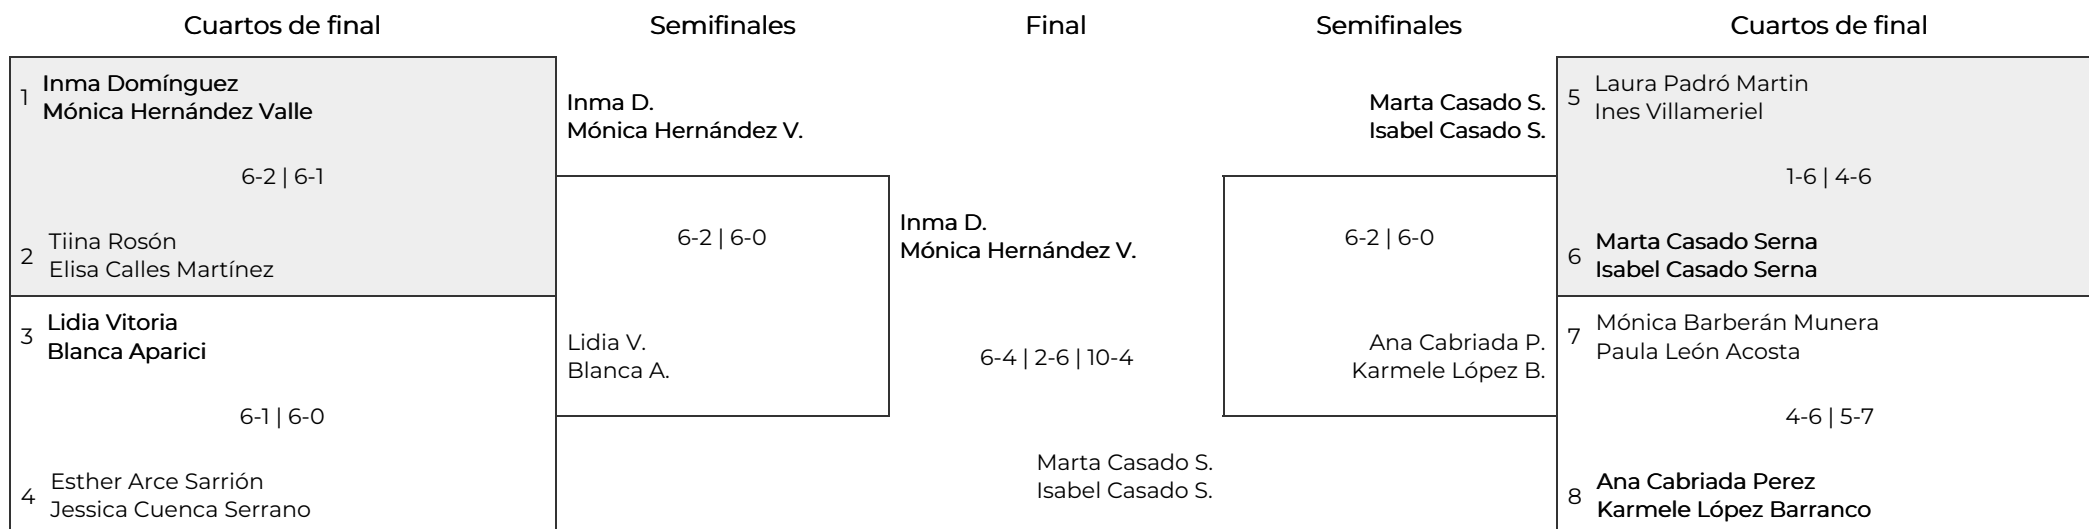 Cuartos de final
Semifinales
Final
Semifinales
Cuartos de final
1
Inma Domínguez
Mónica Hernández Valle
6-2 | 6-1
2
Tiina Rosón
Elisa Calles Martínez
3
Lidia Vitoria
Blanca Aparici
6-1 | 6-0
4
Esther Arce Sarrión
Jessica Cuenca Serrano
Inma D.
Mónica Hernández V.
6-2 | 6-0
Lidia V.
Blanca A.
Inma D.
Mónica Hernández V.
6-4 | 2-6 | 10-4
Marta Casado S.
Isabel Casado S.
Marta Casado S.
Isabel Casado S.
6-2 | 6-0
Ana Cabriada P.
Karmele López B.
5
Laura Padró Martin
Ines Villameriel
1-6 | 4-6
6
Marta Casado Serna
Isabel Casado Serna
7
Mónica Barberán Munera
Paula León Acosta
4-6 | 5-7
8
Ana Cabriada Perez
Karmele López Barranco